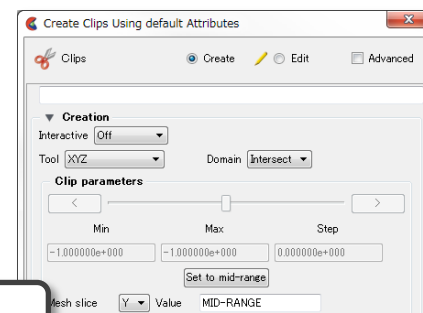 Create Clips Using default Attributes
Clips Create Edit Advanced
Creation
Interactive Off
Tool XYZ Domain Intersect
Clip parameters
< >
Min Max Step
-1.000000e+000 -1.000000e+000 0.000000e+000
Set to mid-range
Mesh slice Y Value MID-RANGE